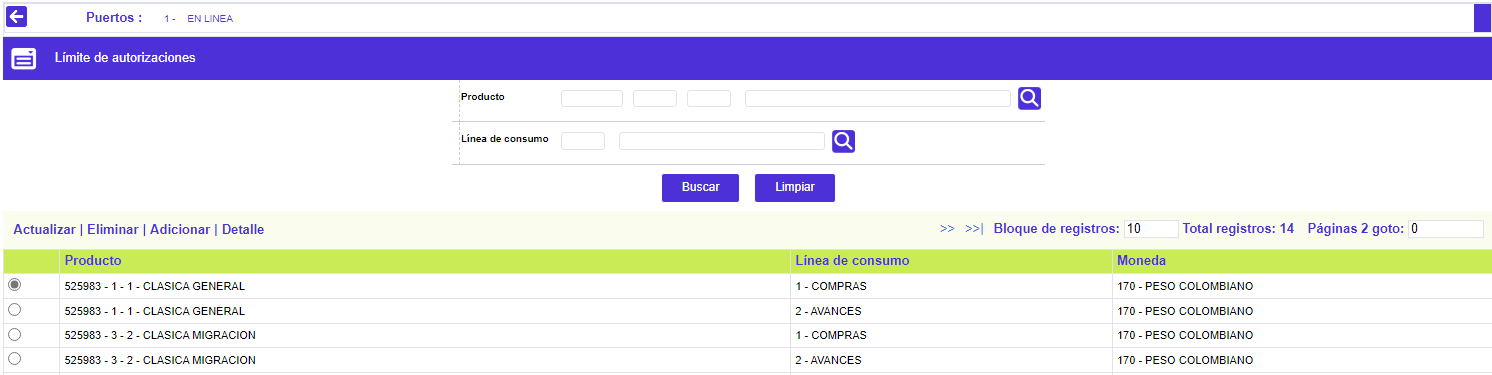 Puertos : 1 - EN LINEA
Límite de autorizaciones
Producto
Línea de consumo
Buscar Limpiar
Actualizar | Eliminar | Adicionar | Detalle >> >>| Bloque de registros: 10 Total registros: 14 Páginas 2 goto: 0
Producto Línea de consumo Moneda
525983 - 1 - 1 - CLASICA GENERAL 1 - COMPRAS 170 - PESO COLOMBIANO
525983 - 1 - 1 - CLASICA GENERAL 2 - AVANCES 170 - PESO COLOMBIANO
525983 - 3 - 2 - CLASICA MIGRACION 1 - COMPRAS 170 - PESO COLOMBIANO
525983 - 3 - 2 - CLASICA MIGRACION 2 - AVANCES 170 - PESO COLOMBIANO